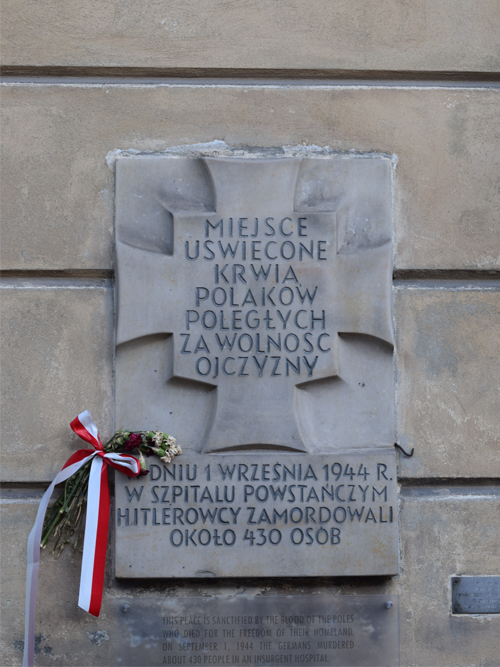 MIEJSCE
UŚWIĘCONE
KRWIĄ
POLAKÓW
POLEGŁYCH
ZA WOLNOŚĆ
OJCZYZNY
DNIU 1 WRZEŚNIA 1944 R.
W SZPITALU POWSTAŃCZYM
HITLEROWCY ZAMORDOWALI
OKOŁO 430 OSÓB
THIS PLACE IS SANCTIFIED BY THE BLOOD OF THE POLES
WHO DIED FOR THE FREEDOM OF THEIR HOMELAND.
ON SEPTEMBER 1, 1944 THE GERMANS MURDERED
ABOUT 430 PEOPLE IN AN INSURGENT HOSPITAL.